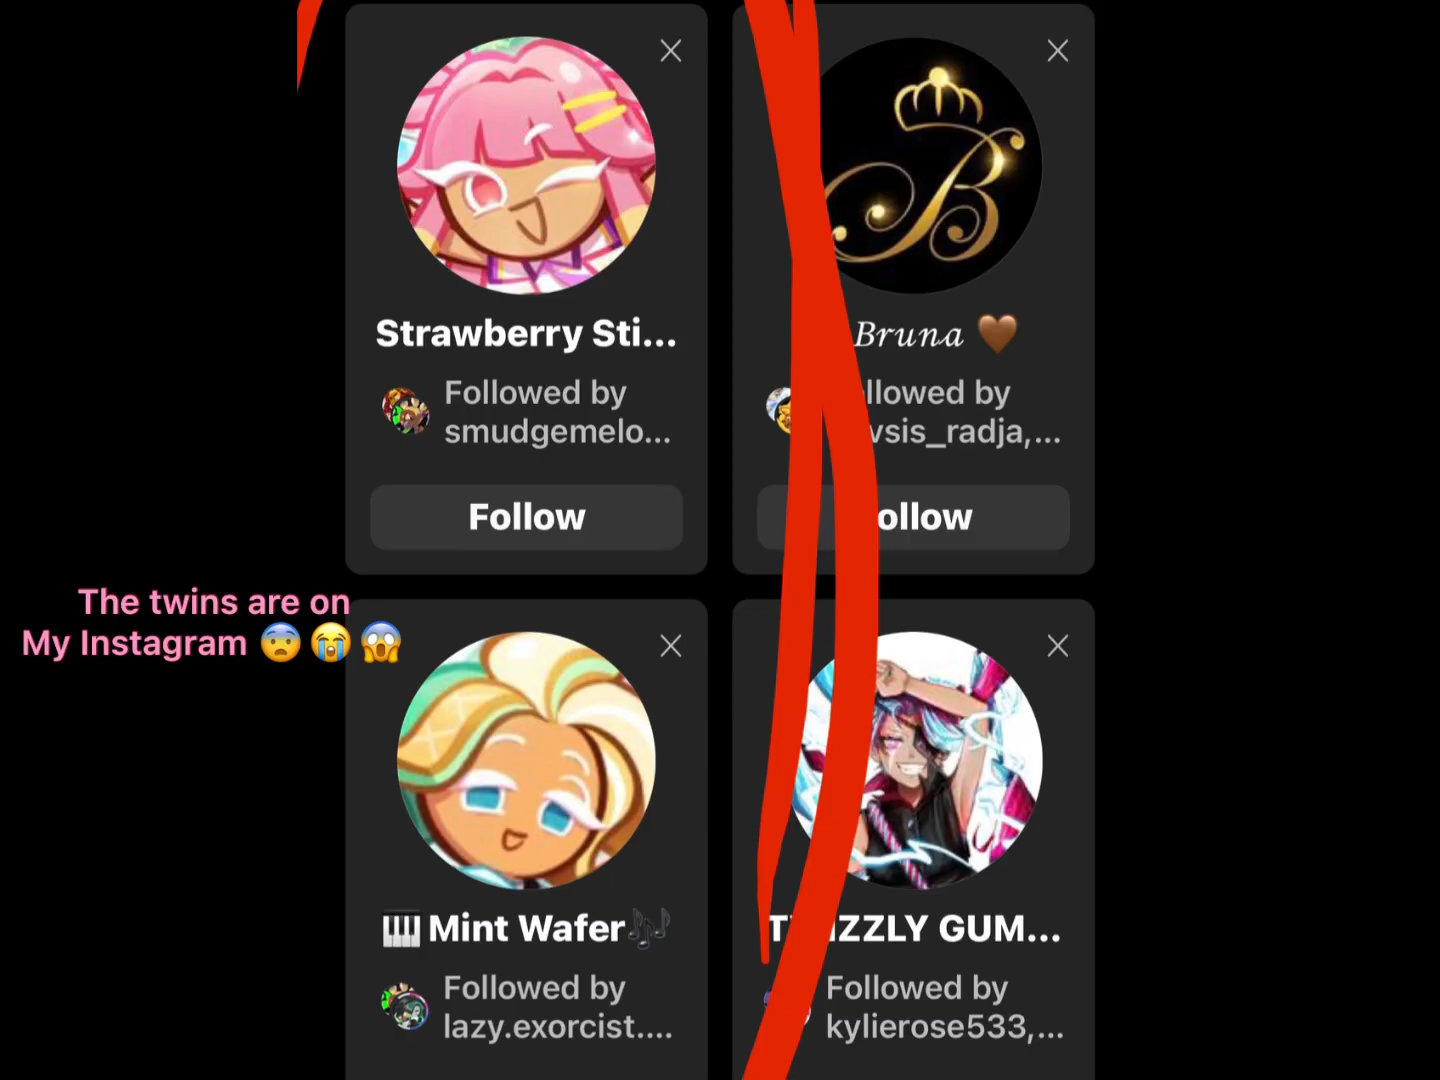 Strawberry Sti...
Followed by
smudgemelo...
Follow
B
Bruna 🤎
llowed by
vsis_radja,...
ollow
The twins are on
My Instagram 😨😭😱
🎹Mint Wafer🎶
Followed by
lazy.exorcist....
IZZLY GUM...
Followed by
kylierose533,...